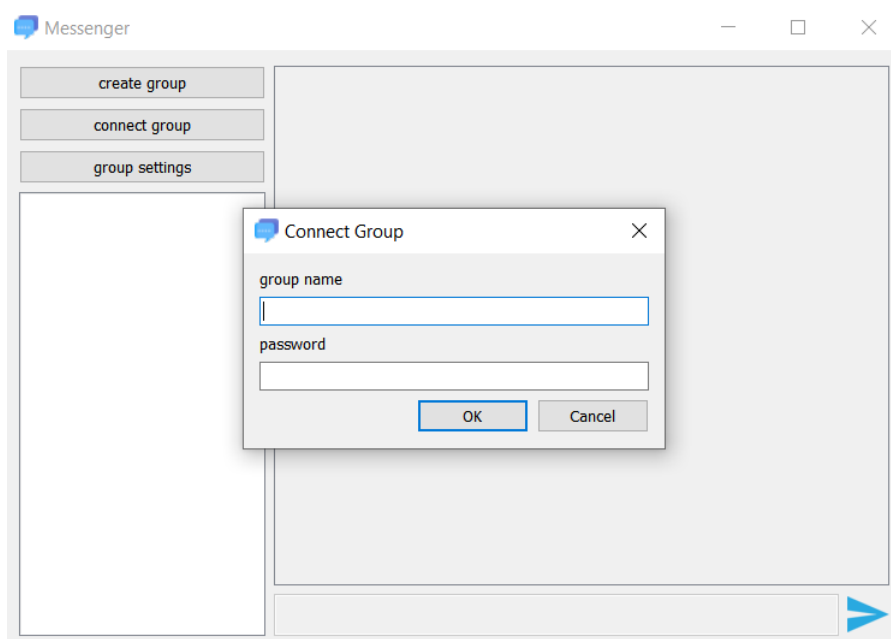 Messenger
create group
connect group
group settings
Connect Group
group name
password
OK Cancel